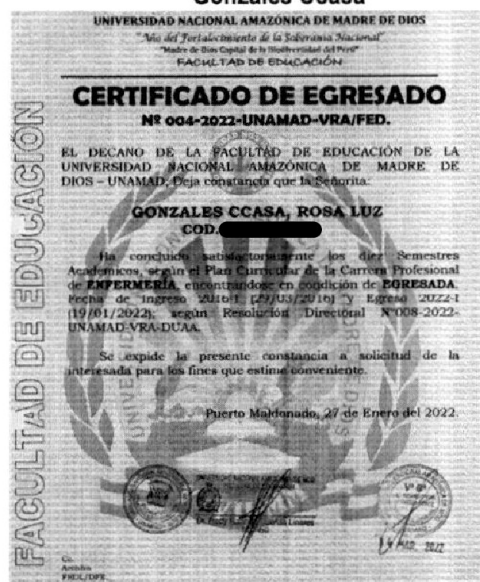 Gonzales Ccasa
UNIVERSIDAD NACIONAL AMAZÓNICA DE MADRE DE DIOS
"Año del Fortalecimiento de la Soberanía Nacional"
"Madre de Dios Capital de la Biodiversidad del Perú"
FACULTAD DE EDUCACIÓN
CERTIFICADO DE EGRESADO
Nº 004-2022-UNAMAD-VRA/FED.
EL DECANO DE LA FACULTAD DE EDUCACIÓN DE LA
UNIVERSIDAD NACIONAL AMAZÓNICA DE MADRE DE
DIOS – UNAMAD; Deja constancia que la Señorita:
GONZALES CCASA, ROSA LUZ
COD.
Ha concluido satisfactoriamente los diez Semestres
Académicos, según el Plan Curricular de la Carrera Profesional
de ENFERMERÍA, encontrándose en condición de EGRESADA.
Fecha de Ingreso 2016-I (29/03/2016) y Egreso 2022-I
(19/01/2022); según Resolución Directoral N°008-2022-
UNAMAD-VRA-DUAA.
Se expide la presente constancia a solicitud de la
interesada para los fines que estime conveniente.
Puerto Maldonado, 27 de Enero del 2022.
FACULTAD DE EDUCACIÓN
Cc.
Archivo